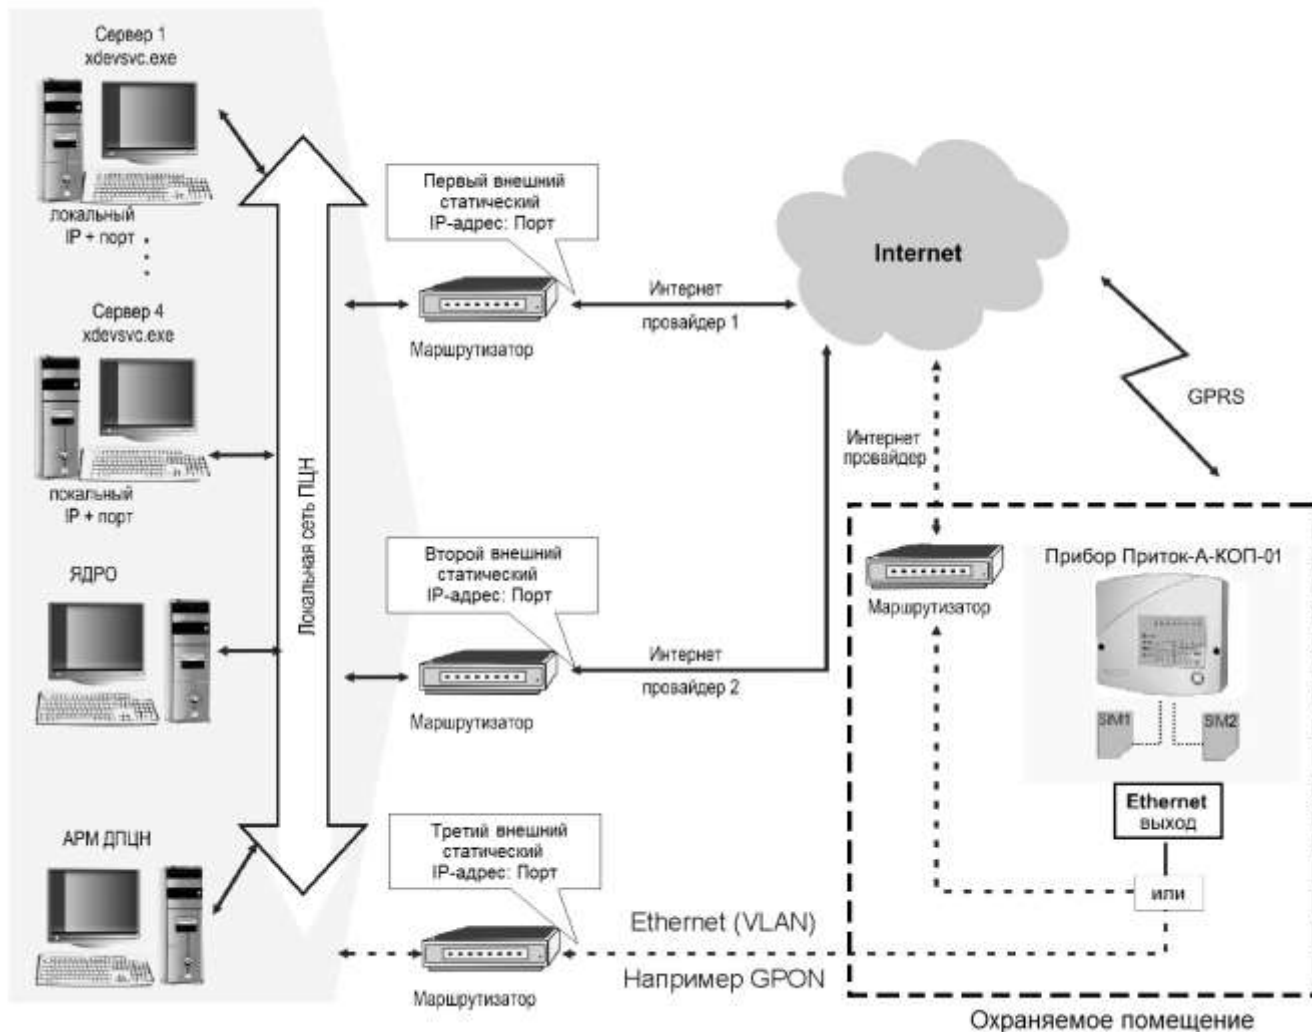 Сервер 1
xdevsvc.exe
локальный
IP + порт
Сервер 4
xdevsvc.exe
локальный
IP + порт
ЯДРО
АРМ ДПЦН
Локальная сеть ПЦН
Первый внешний
статический
IP-адрес: Порт
Маршрутизатор
Интернет
провайдер 1
Internet
GPRS
Интернет
провайдер
Второй внешний
статический
IP-адрес: Порт
Маршрутизатор
Интернет
провайдер 2
Третий внешний
статический
IP-адрес: Порт
Маршрутизатор
Ethernet (VLAN)
Например GPON
Маршрутизатор
Прибор Приток-А-КОП-01
SIM1
SIM2
Ethernet
выход
или
Охраняемое помещение